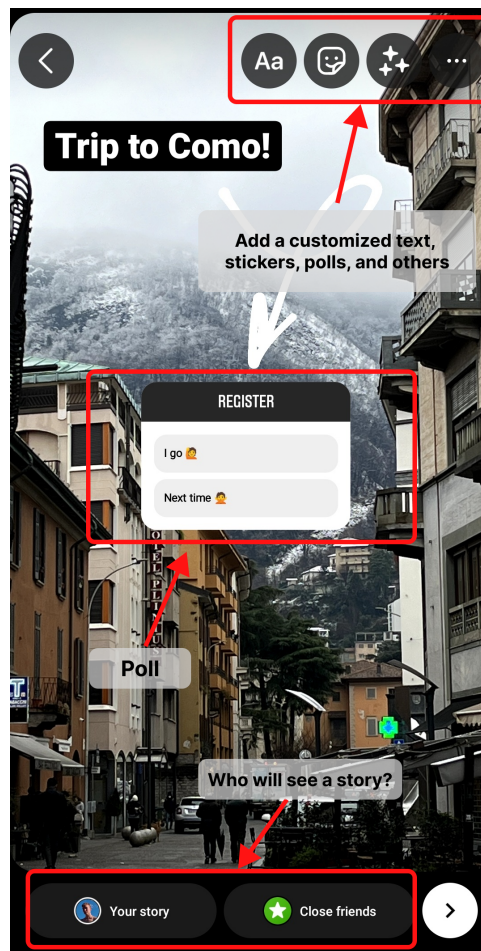 Aa
Trip to Como!
Add a customized text,
stickers, polls, and others
REGISTER
I go 🙋
Next time 🙅
Poll
Who will see a story?
Your story
Close friends